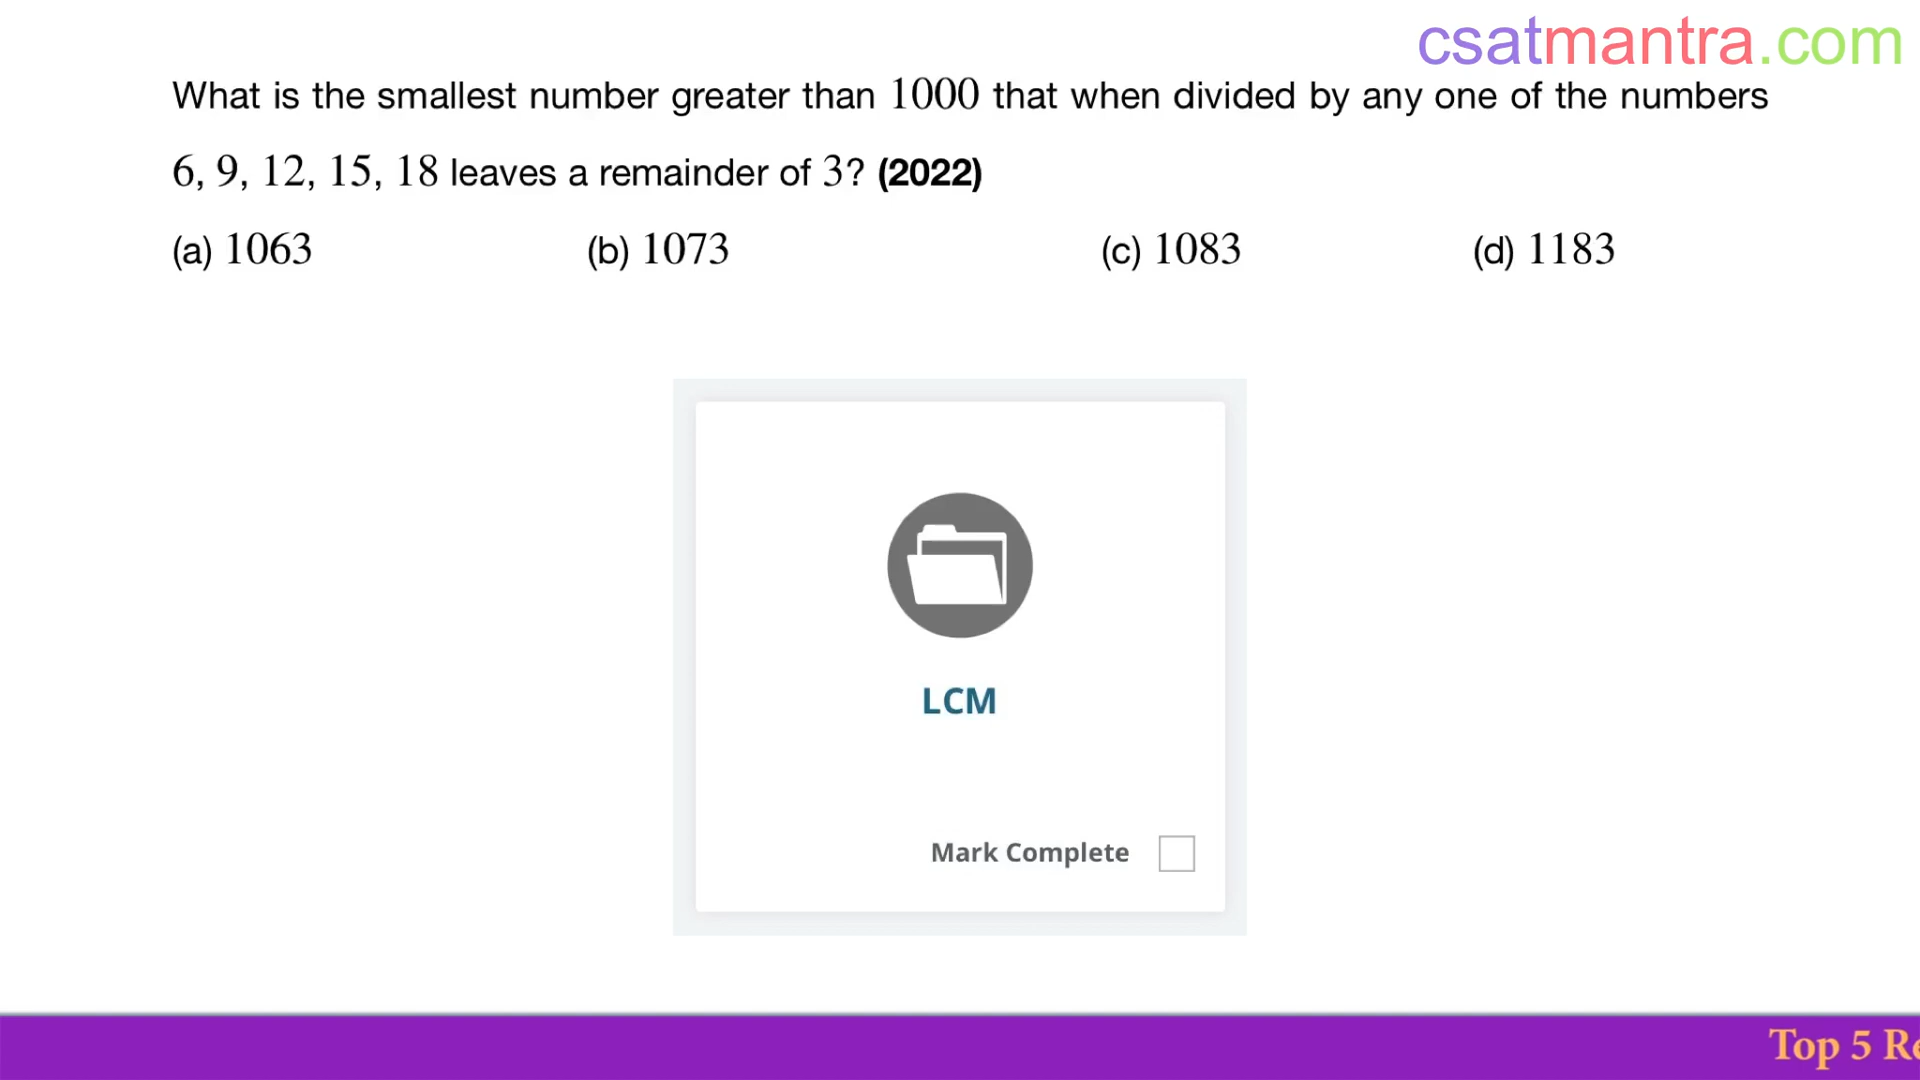 csatmantra.com
What is the smallest number greater than 1000 that when divided by any one of the numbers
6, 9, 12, 15, 18 leaves a remainder of 3? (2022)
(a) 1063 (b) 1073 (c) 1083 (d) 1183
LCM
Mark Complete
Top 5 Re